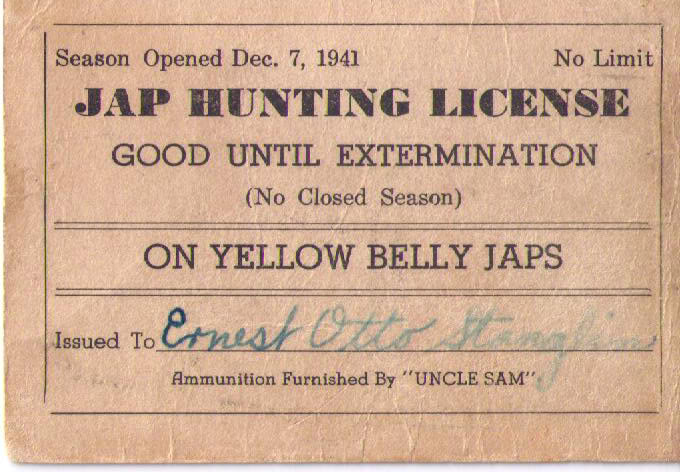 Season Opened Dec. 7, 1941 No Limit
JAP HUNTING LICENSE
GOOD UNTIL EXTERMINATION
(No Closed Season)
ON YELLOW BELLY JAPS
Issued To Ernest Otto Stanglin
Ammunition Furnished By "UNCLE SAM"